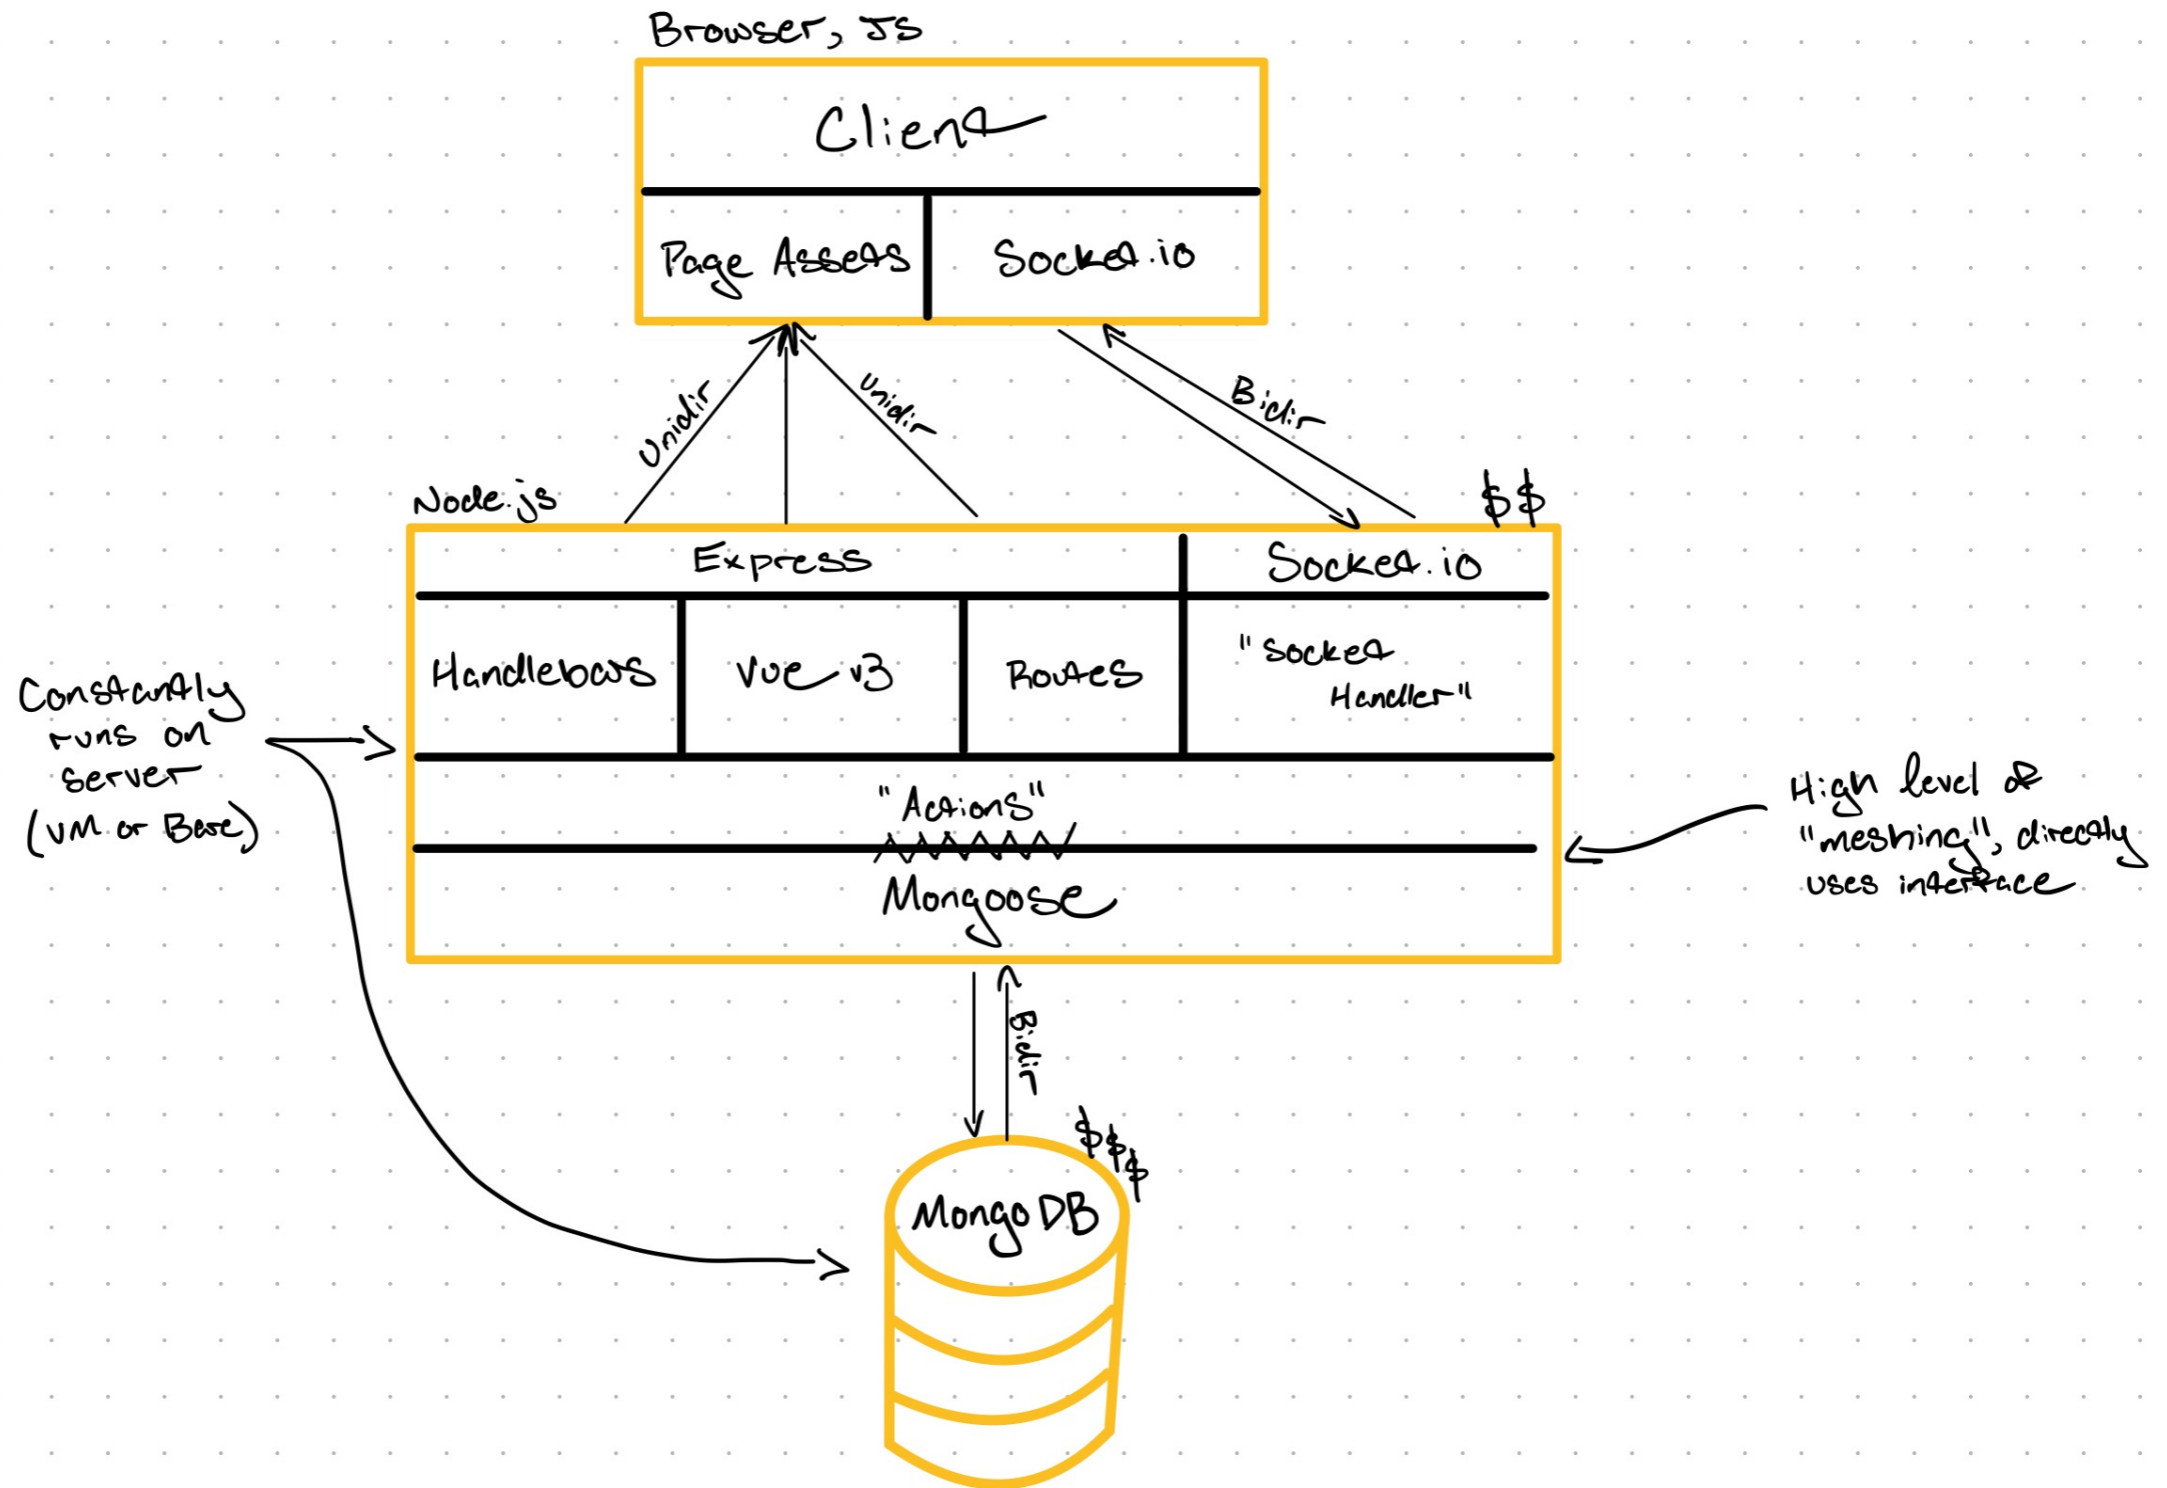 Browser, JS
Client
Page Assets
Socket.io
Unidir
Unidir
Bidir
Node.js
$$
Express
Socket.io
Handlebars
Vue v3
Routes
"Socket
Handler"
Constantly
runs on
server
(VM or Bare)
"Actions"
Mongoose
High level of
"meshing", directly
uses interface
Bidir
$$$
MongoDB